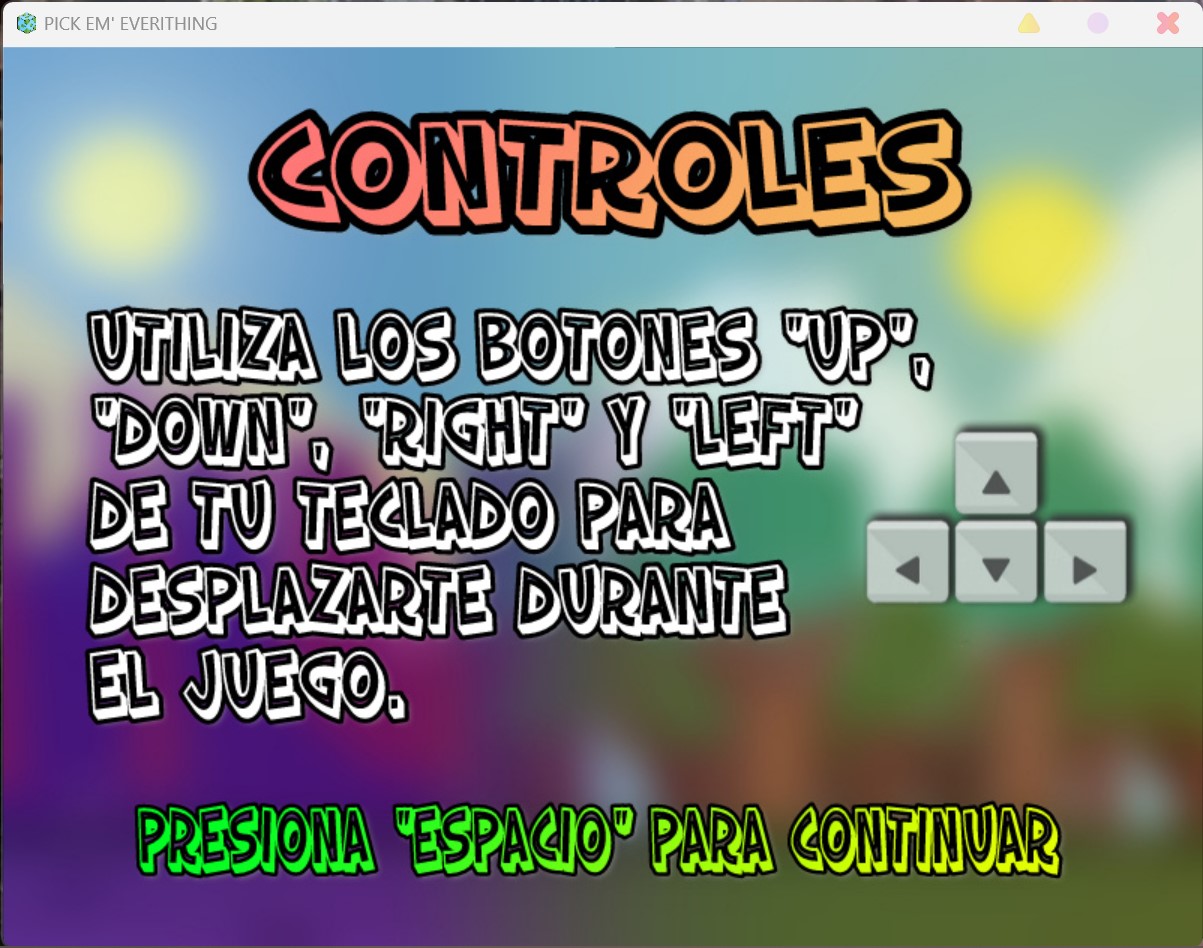 PICK EM' EVERITHING
CONTROLES
UTILIZA LOS BOTONES "UP",
"DOWN", "RIGHT" Y "LEFT"
DE TU TECLADO PARA
DESPLAZARTE DURANTE
EL JUEGO.
PRESIONA "ESPACIO" PARA CONTINUAR